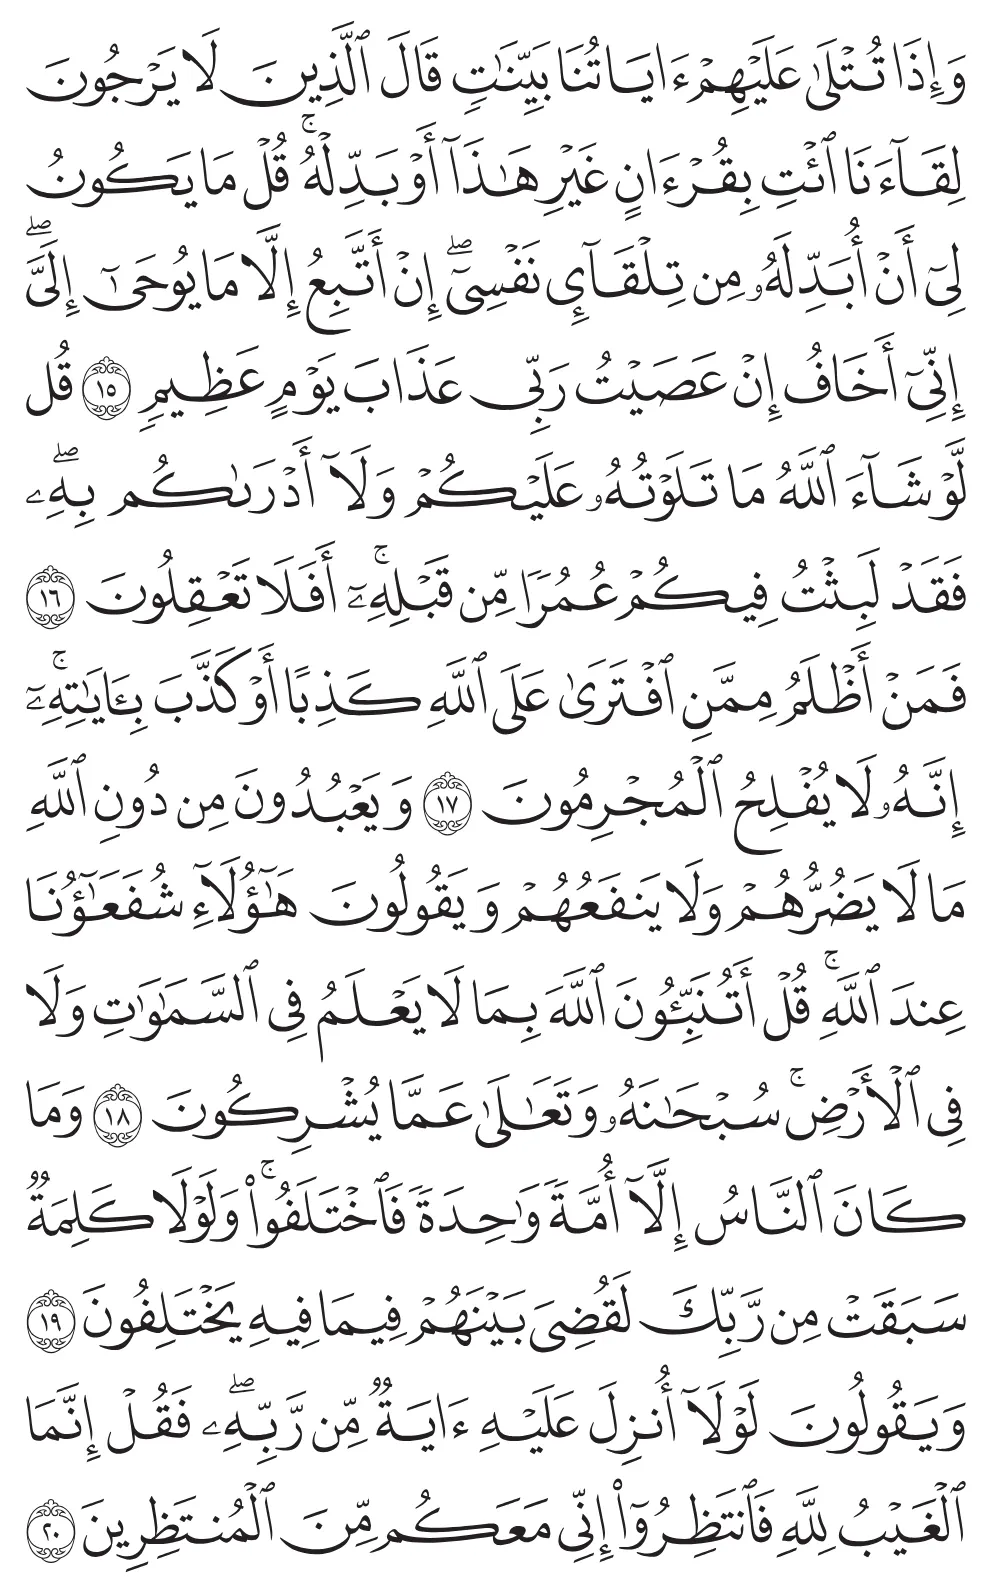 وَإِذَا تُتْلَىٰ عَلَيْهِمْ ءَايَاتُنَا بَيِّنَٰتٍ قَالَ ٱلَّذِينَ لَا يَرْجُونَ
لِقَآءَنَا ٱئْتِ بِقُرْءَانٍ غَيْرِ هَٰذَآ أَوْ بَدِّلْهُ ۚ قُلْ مَا يَكُونُ
لِىٓ أَنْ أُبَدِّلَهُۥ مِن تِلْقَآئِ نَفْسِىٓ ۖ إِنْ أَتَّبِعُ إِلَّا مَا يُوحَىٰٓ إِلَىَّ ۖ
إِنِّىٓ أَخَافُ إِنْ عَصَيْتُ رَبِّى عَذَابَ يَوْمٍ عَظِيمٍ ١٥ قُل
لَّوْ شَآءَ ٱللَّهُ مَا تَلَوْتُهُۥ عَلَيْكُمْ وَلَآ أَدْرَىٰكُم بِهِۦ ۖ
فَقَدْ لَبِثْتُ فِيكُمْ عُمُرًا مِّن قَبْلِهِۦٓ ۚ أَفَلَا تَعْقِلُونَ ١٦
فَمَنْ أَظْلَمُ مِمَّنِ ٱفْتَرَىٰ عَلَى ٱللَّهِ كَذِبًا أَوْ كَذَّبَ بِـَٔايَٰتِهِۦٓ ۚ
إِنَّهُۥ لَا يُفْلِحُ ٱلْمُجْرِمُونَ ١٧ وَيَعْبُدُونَ مِن دُونِ ٱللَّهِ
مَا لَا يَضُرُّهُمْ وَلَا يَنفَعُهُمْ وَيَقُولُونَ هَٰٓؤُلَآءِ شُفَعَٰٓؤُنَا
عِندَ ٱللَّهِ ۚ قُلْ أَتُنَبِّـُٔونَ ٱللَّهَ بِمَا لَا يَعْلَمُ فِى ٱلسَّمَٰوَٰتِ وَلَا
فِى ٱلْأَرْضِ ۚ سُبْحَٰنَهُۥ وَتَعَٰلَىٰ عَمَّا يُشْرِكُونَ ١٨ وَمَا
كَانَ ٱلنَّاسُ إِلَّآ أُمَّةً وَٰحِدَةً فَٱخْتَلَفُوا۟ ۚ وَلَوْلَا كَلِمَةٌ
سَبَقَتْ مِن رَّبِّكَ لَقُضِىَ بَيْنَهُمْ فِيمَا فِيهِ يَخْتَلِفُونَ ١٩
وَيَقُولُونَ لَوْلَآ أُنزِلَ عَلَيْهِ ءَايَةٌ مِّن رَّبِّهِۦ ۖ فَقُلْ إِنَّمَا
ٱلْغَيْبُ لِلَّهِ فَٱنتَظِرُوٓا۟ إِنِّى مَعَكُم مِّنَ ٱلْمُنتَظِرِينَ ٢٠